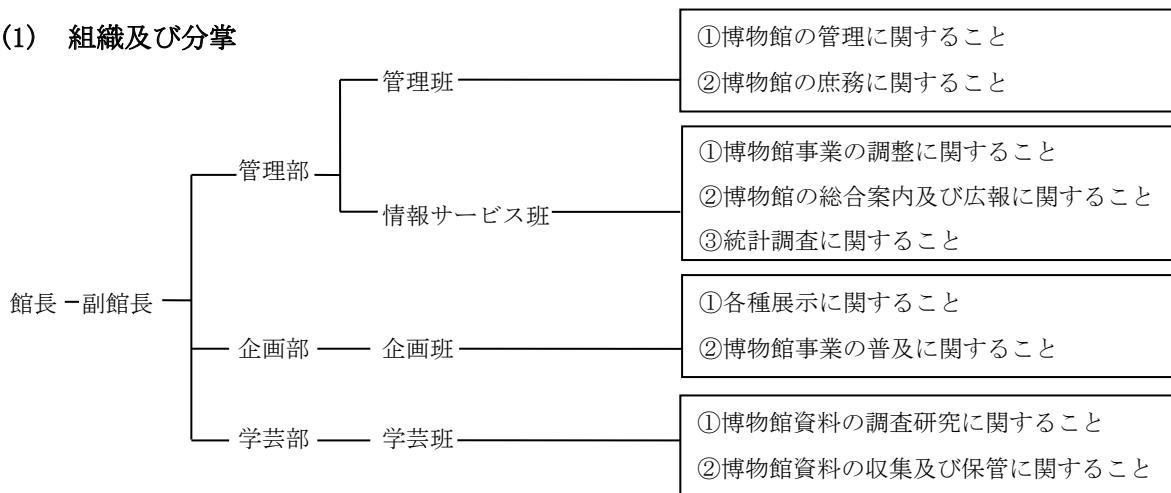 (1) 組織及び分掌
①博物館の管理に関すること
管理班
②博物館の庶務に関すること
①博物館事業の調整に関すること
管理部
②博物館の総合案内及び広報に関すること
情報サービス班
③統計調査に関すること
館長 副館長
①各種展示に関すること
企画部 企画班
②博物館事業の普及に関すること
①博物館資料の調査研究に関すること
学芸部 学芸班
②博物館資料の収集及び保管に関すること